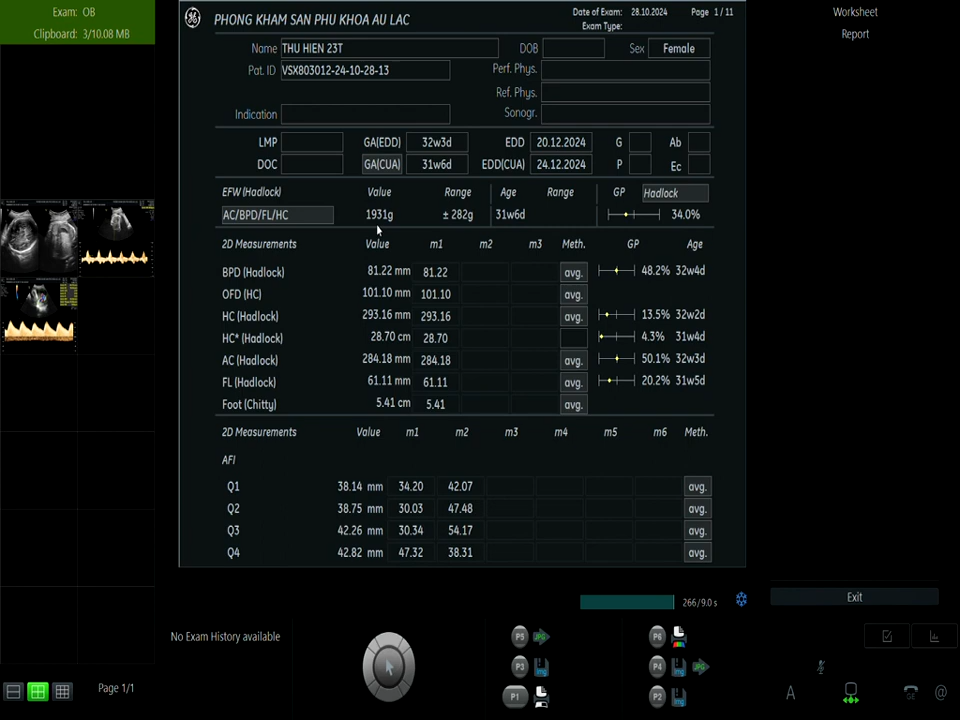 Exam: OB
Clipboard: 3/10.08 MB
PHONG KHAM SAN PHU KHOA AU LAC
Date of Exam: 28.10.2024 Page 1 / 11
Exam Type:
Worksheet
Report
Name THU HIEN 23T DOB Sex Female
Pat. ID VSX803012-24-10-28-13 Perf. Phys.
Ref. Phys.
Indication Sonogr.
LMP GA(EDD) 32w3d EDD 20.12.2024 G Ab
DOC GA(CUA) 31w6d EDD(CUA) 24.12.2024 P Ec
EFW (Hadlock) Value Range Age Range GP Hadlock
AC/BPD/FL/HC 1931g ± 282g 31w6d 34.0%
2D Measurements Value m1 m2 m3 Meth. GP Age
BPD (Hadlock) 81.22 mm 81.22 avg. 48.2% 32w4d
OFD (HC) 101.10 mm 101.10 avg.
HC (Hadlock) 293.16 mm 293.16 avg. 13.5% 32w2d
HC* (Hadlock) 28.70 cm 28.70 4.3% 31w4d
AC (Hadlock) 284.18 mm 284.18 avg. 50.1% 32w3d
FL (Hadlock) 61.11 mm 61.11 avg. 20.2% 31w5d
Foot (Chitty) 5.41 cm 5.41 avg.
2D Measurements Value m1 m2 m3 m4 m5 m6 Meth.
AFI
Q1 38.14 mm 34.20 42.07 avg.
Q2 38.75 mm 30.03 47.48 avg.
Q3 42.26 mm 30.34 54.17 avg.
Q4 42.82 mm 47.32 38.31 avg.
266/9.0 s
Exit
No Exam History available
P5 JPG P6
P3 img P4 img JPG
P1 P2 img
Page 1/1
A GE @